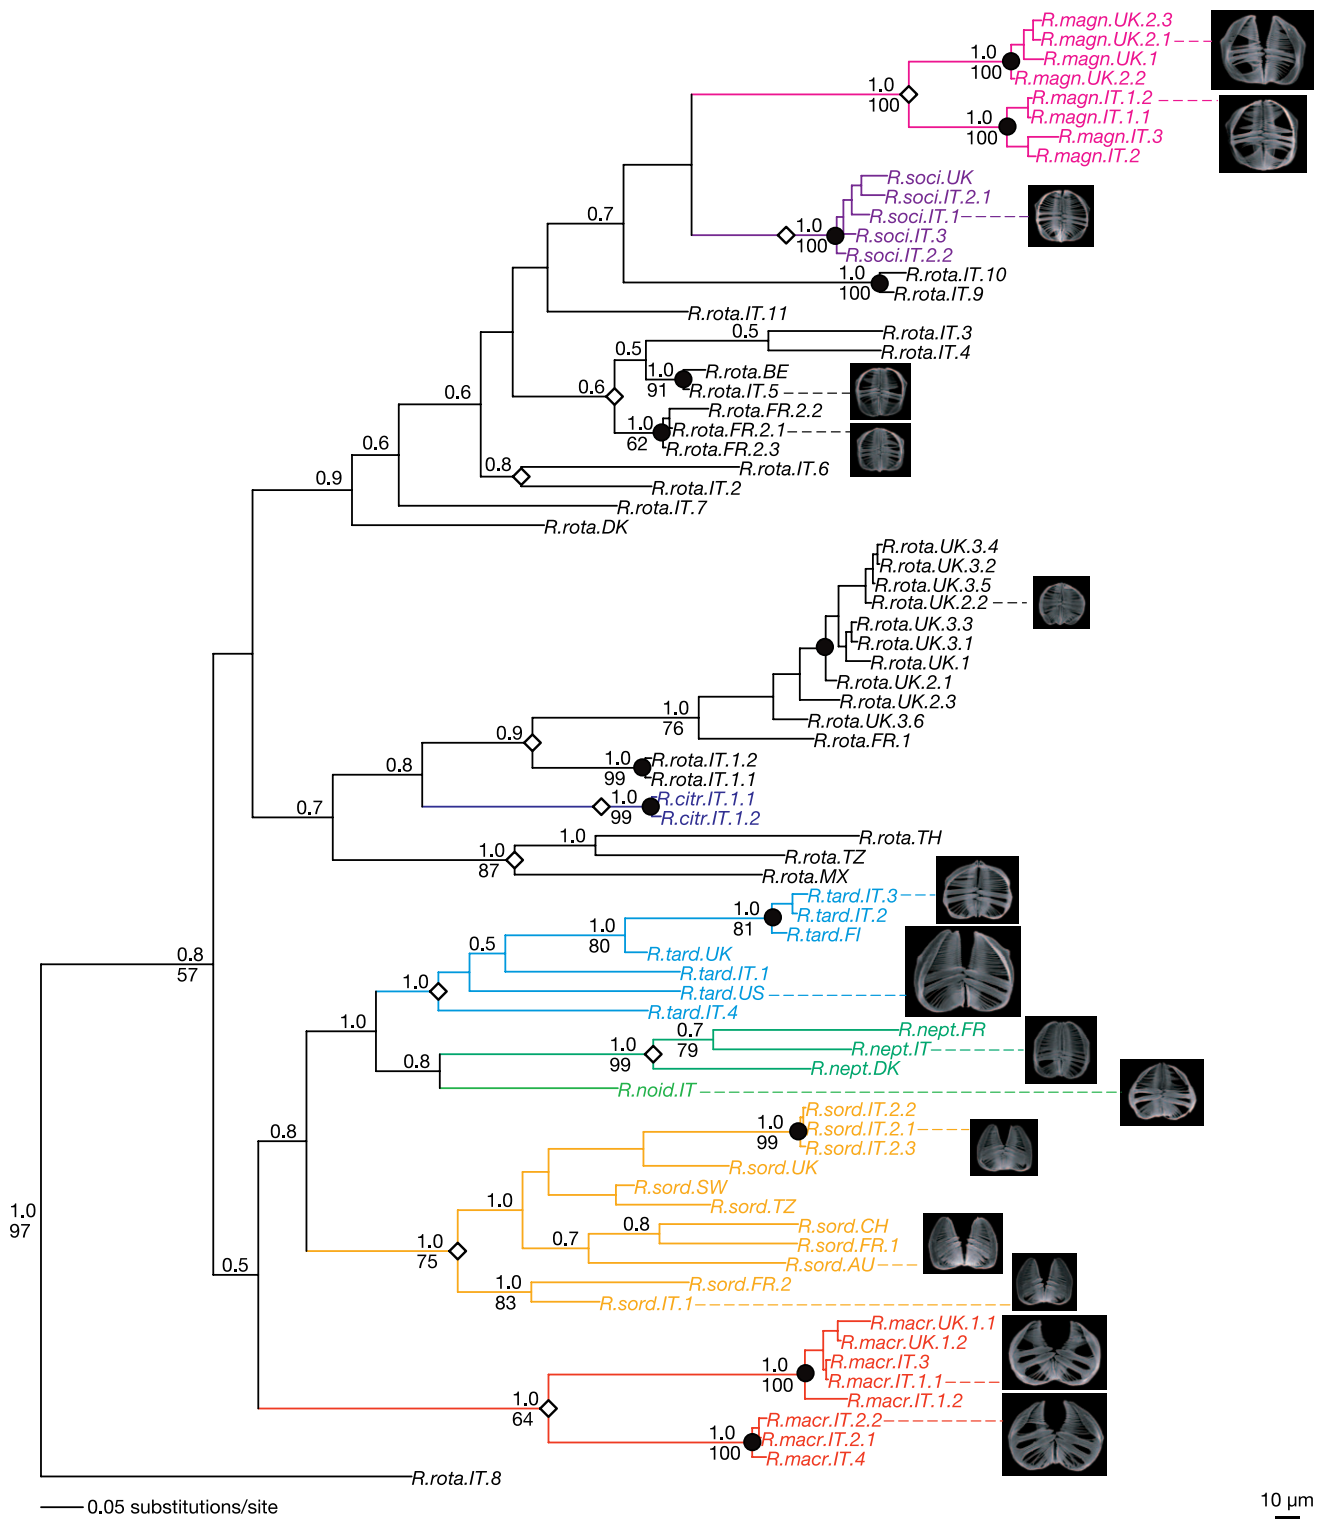 R.magn.UK.2.3
R.magn.UK.2.1
1.0
R.magn.UK.1
100
R.magn.UK.2.2
1.0
100
R.magn.IT.1.2
R.magn.IT.1.1
1.0
100
R.magn.IT.3
R.magn.IT.2
R.soci.UK
R.soci.IT.2.1
0.7
R.soci.IT.1
1.0
R.soci.IT.3
100
R.soci.IT.2.2
1.0
R.rota.IT.10
100
R.rota.IT.9
R.rota.IT.11
0.5
R.rota.IT.3
0.5
R.rota.IT.4
1.0
R.rota.BE
0.6
91
R.rota.IT.5
0.6
R.rota.FR.2.2
1.0
R.rota.FR.2.1
62
R.rota.FR.2.3
0.6
0.8
R.rota.IT.6
0.9
R.rota.IT.2
R.rota.IT.7
R.rota.DK
R.rota.UK.3.4
R.rota.UK.3.2
R.rota.UK.3.5
R.rota.UK.2.2
R.rota.UK.3.3
R.rota.UK.3.1
R.rota.UK.1
R.rota.UK.2.1
R.rota.UK.2.3
1.0
76
R.rota.UK.3.6
0.9
R.rota.FR.1
1.0
R.rota.IT.1.2
0.8
99
R.rota.IT.1.1
1.0
R.citr.IT.1.1
0.7
99
R.citr.IT.1.2
1.0
R.rota.TH
1.0
R.rota.TZ
87
R.rota.MX
R.tard.IT.3
1.0
R.tard.IT.2
81
R.tard.FI
1.0
80
0.5
R.tard.UK
0.8
57
R.tard.IT.1
1.0
R.tard.US
R.tard.IT.4
1.0
0.7
R.nept.FR
1.0
79
R.nept.IT
99
0.8
R.nept.DK
R.noid.IT
R.sord.IT.2.2
1.0
R.sord.IT.2.1
0.8
99
R.sord.IT.2.3
R.sord.UK
R.sord.SW
1.0
R.sord.TZ
1.0
97
0.8
R.sord.CH
1.0
0.7
R.sord.FR.1
75
0.5
R.sord.AU
1.0
R.sord.FR.2
83
R.sord.IT.1
R.macr.UK.1.1
R.macr.UK.1.2
1.0
R.macr.IT.3
100
R.macr.IT.1.1
1.0
R.macr.IT.1.2
64
R.macr.IT.2.2
1.0
R.macr.IT.2.1
100
R.macr.IT.4
R.rota.IT.8
0.05 substitutions/site
10 μm